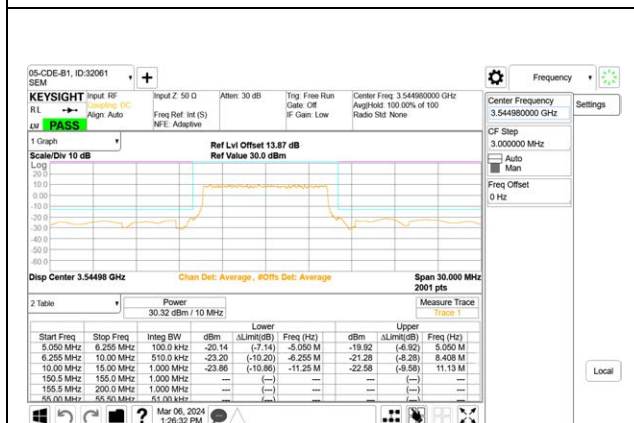 05-CDE-B1, ID:32061
SEM
Frequency
KEYSIGHT
RL
PASS
Input: RF
Coupling: DC
Align: Auto
Input Z: 50 Ω
Freq Ref: Int (S)
NFE: Adaptive
Atten: 30 dB
Trig: Free Run
Gate: Off
IF Gain: Low
Center Freq: 3.544980000 GHz
Avg|Hold: 100.00% of 100
Radio Std: None
Center Frequency
3.544980000 GHz
Settings
CF Step
3.000000 MHz
Auto
Man
Freq Offset
0 Hz
1 Graph
Scale/Div 10 dB
Ref Lvl Offset 13.87 dB
Ref Value 30.0 dBm
Log
20.0
10.0
0.00
-10.0
-20.0
-30.0
-40.0
-50.0
-60.0
Disp Center 3.54498 GHz
Chan Det: Average , #Offs Det: Average
Span 30.000 MHz
2001 pts
2 Table
Power
30.32 dBm / 10 MHz
Measure Trace
Trace 1
Lower Upper
Start Freq Stop Freq Integ BW dBm ΔLimit(dB) Freq (Hz) dBm ΔLimit(dB) Freq (Hz)
5.050 MHz 6.255 MHz 100.0 kHz -20.14 (-7.14) -5.050 M -19.92 (-6.92) 5.050 M
6.255 MHz 10.00 MHz 510.0 kHz -23.20 (-10.20) -6.255 M -21.28 (-8.28) 8.408 M
10.00 MHz 15.00 MHz 1.000 MHz -23.86 (-10.86) -11.25 M -22.58 (-9.58) 11.13 M
150.5 MHz 155.0 MHz 1.000 MHz --- (---) --- --- (---) ---
155.5 MHz 200.0 MHz 1.000 MHz --- (---) --- --- (---) ---
55.00 MHz 55.50 MHz 51.00 kHz --- (---) --- --- (---) ---
Local
? Mar 06, 2024
1:26:32 PM